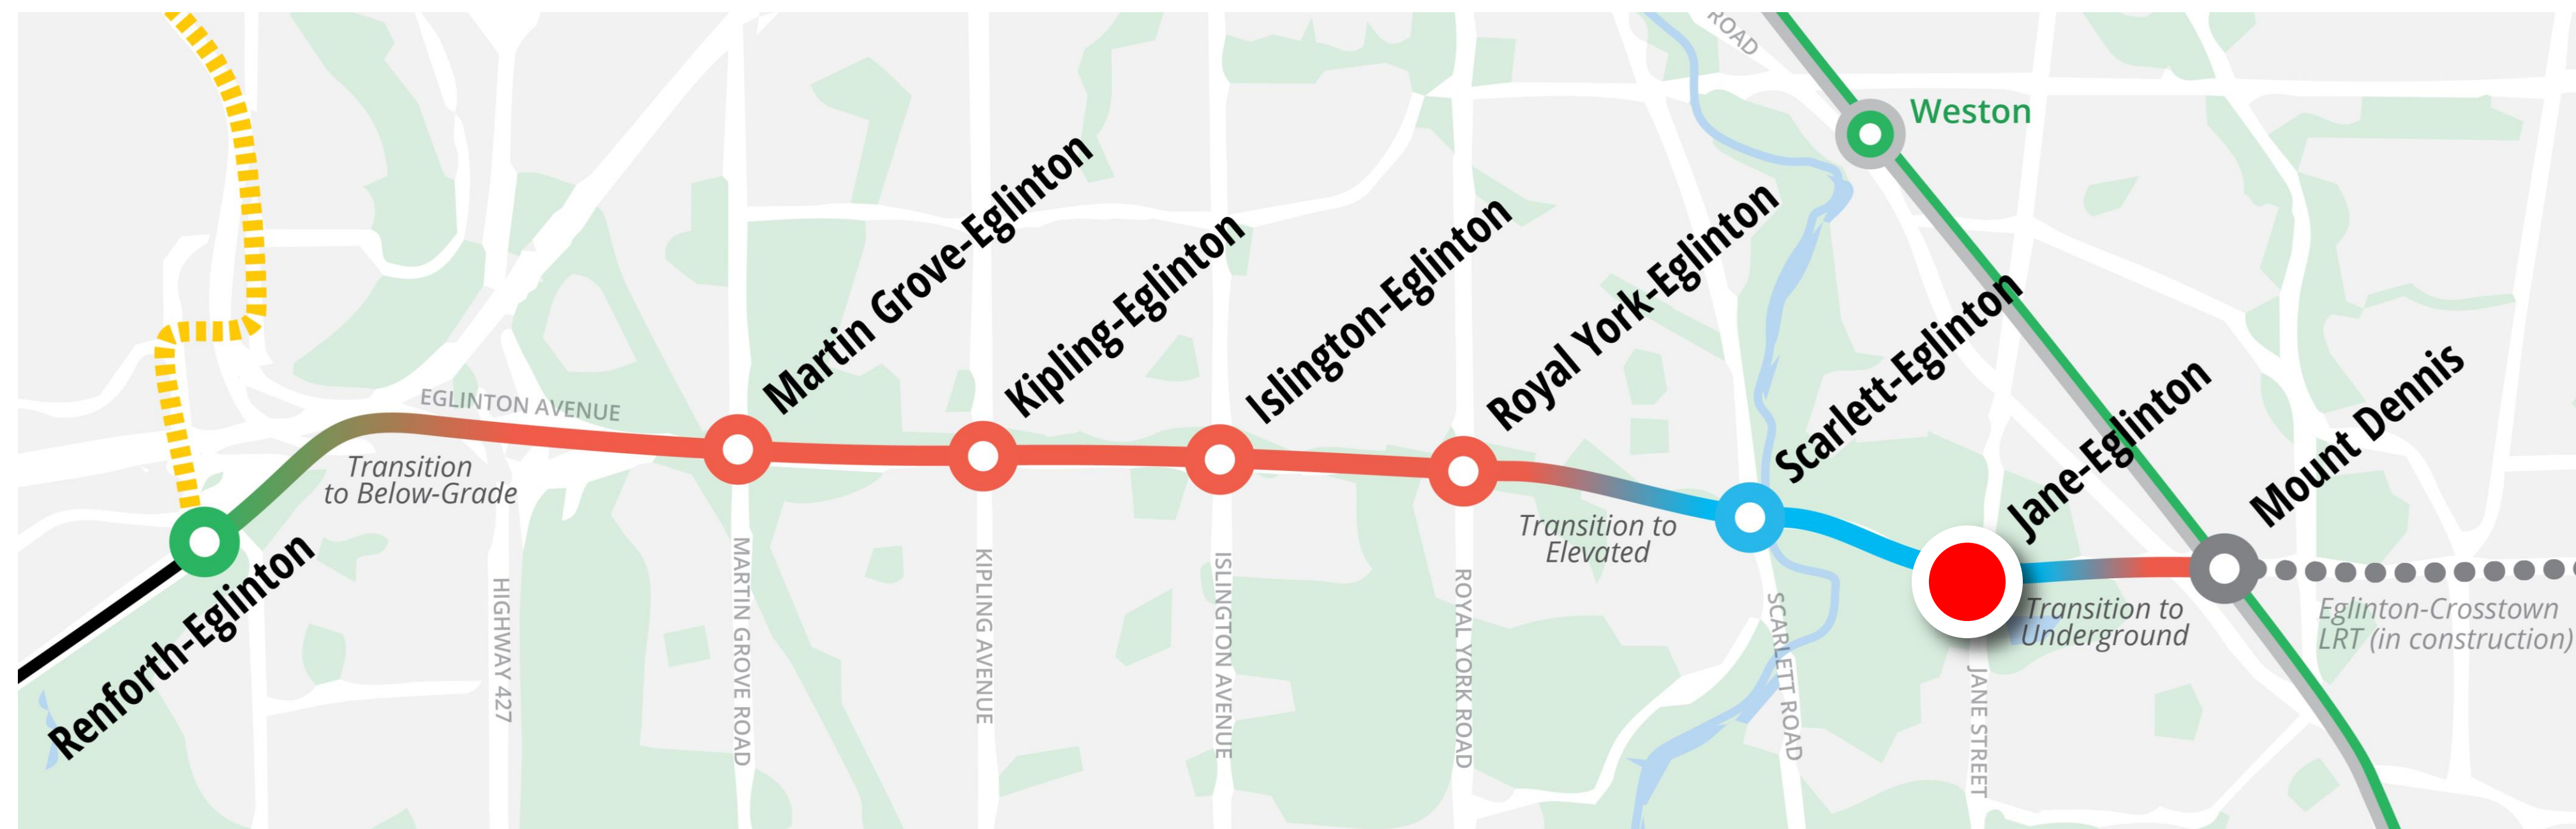 ROAD
Weston
Martin Grove-Eglinton
Kipling-Eglinton
Islington-Eglinton
Royal York-Eglinton
Scarlett-Eglinton
Jane-Eglinton
Mount Dennis
Renforth-Eglinton
EGLINTON AVENUE
Transition
to Below-Grade
Transition to
Elevated
Transition to
Underground
Eglinton-Crosstown
LRT (in construction)
HIGHWAY 427
MARTIN GROVE ROAD
KIPLING AVENUE
ISLINGTON AVENUE
ROYAL YORK ROAD
SCARLETT ROAD
JANE STREET